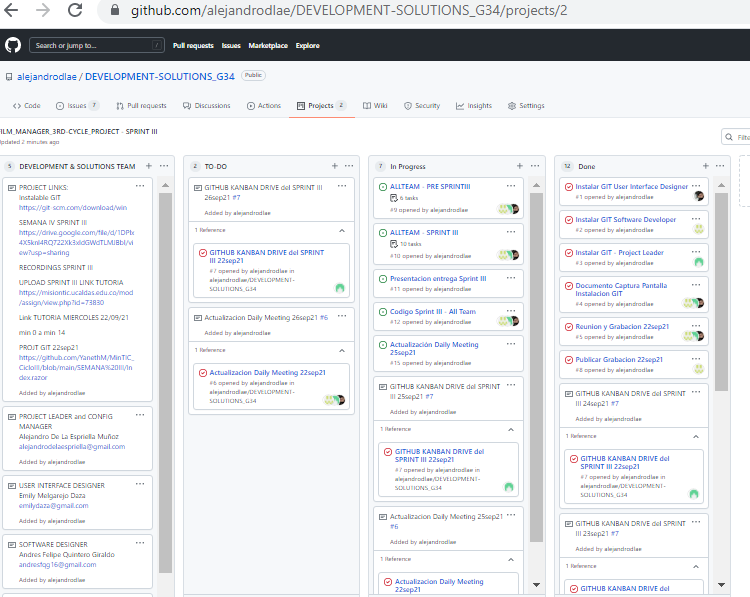 github.com/alejandrodlae/DEVELOPMENT-SOLUTIONS_G34/projects/2
Search or jump to...
/
Pull requests Issues Marketplace Explore
alejandrodlae / DEVELOPMENT-SOLUTIONS_G34 Public
Code
Issues 7
Pull requests
Discussions
Actions
Projects 2
Wiki
Security
Insights
Settings
FILM_MANAGER_3RD-CYCLE_PROJECT - SPRINT III
Updated 2 minutes ago
Filte
5 DEVELOPMENT & SOLUTIONS TEAM
PROJECT LINKS:
Instalable GIT
https://git-scm.com/download/win
SEMANA IV SPRINT III
https://drive.google.com/file/d/1DPlx
ew?usp=sharing
RECORDINGS SPRINT III
UPLOAD SPRINT III LINK TUTORIA
https://misiontic.ucaldas.edu.co/mod
/assign/view.php?id=73830
Link TUTORIA MIERCOLES 22/09/21
min 0 a min 14
PROJT GIT 22sep21
https://github.com/YanethM/MinTIC_
CicloIII/blob/main/SEMANA%20III/In
dex.razor
Added by alejandrodlae
PROJECT LEADER and CONFIG
MANAGER
Alejandro De La Espriella Muñoz
alejandrodelaespriella@gmail.com
Added by alejandrodlae
USER INTERFACE DESIGNER
Emily Melgarejo Daza
emilydaza@gmail.com
Added by alejandrodlae
SOFTWARE DESIGNER
Andres Felipe Quintero Giraldo
andresfqg16@gmail.com
Added by alejandrodlae
2 TO-DO
GITHUB KANBAN DRIVE del SPRINT III
26sep21 #7
Added by alejandrodlae
1 Reference
GITHUB KANBAN DRIVE del SPRINT
III 22sep21
#7 opened by alejandrodlae in
alejandrodlae/DEVELOPMENT-
SOLUTIONS_G34
Actualizacion Daily Meeting 26sep21 #6
Added by alejandrodlae
1 Reference
Actualizacion Daily Meeting 22sep21
#6 opened by alejandrodlae in
alejandrodlae/DEVELOPMENT-
SOLUTIONS_G34
7 In Progress
ALLTEAM - PRE SPRINTIII
6 tasks
#9 opened by alejandrodlae
ALLTEAM - SPRINT III
10 tasks
#10 opened by alejandrodlae
Presentacion entrega Sprint III
#11 opened by alejandrodlae
Codigo Sprint III - All Team
#12 opened by alejandrodlae
Actualización Daily Meeting
25sep21
#15 opened by alejandrodlae
GITHUB KANBAN DRIVE del SPRINT
III 25sep21 #7
Added by alejandrodlae
1 Reference
GITHUB KANBAN DRIVE del
SPRINT III 22sep21
#7 opened by alejandrodlae in
alejandrodlae/DEVELOPMENT-
SOLUTIONS_G34
Actualizacion Daily Meeting 25sep21
#6
Added by alejandrodlae
1 Reference
Actualizacion Daily Meeting
22sep21
12 Done
Instalar GIT User Interface Designer
#1 opened by alejandrodlae
Instalar GIT Software Developer
#2 opened by alejandrodlae
Instalar GIT - Project Leader
#3 opened by alejandrodlae
Documento Captura Pantalla
Instalacion GIT
#4 opened by alejandrodlae
Reunion y Grabacion 22sep21
#5 opened by alejandrodlae
Publicar Grabacion 22sep21
#8 opened by alejandrodlae
GITHUB KANBAN DRIVE del SPRINT
III 24sep21 #7
Added by alejandrodlae
1 Reference
GITHUB KANBAN DRIVE del
SPRINT III 22sep21
#7 opened by alejandrodlae in
alejandrodlae/DEVELOPMENT-
SOLUTIONS_G34
GITHUB KANBAN DRIVE del SPRINT
III 23sep21 #7
Added by alejandrodlae
1 Reference
GITHUB KANBAN DRIVE del